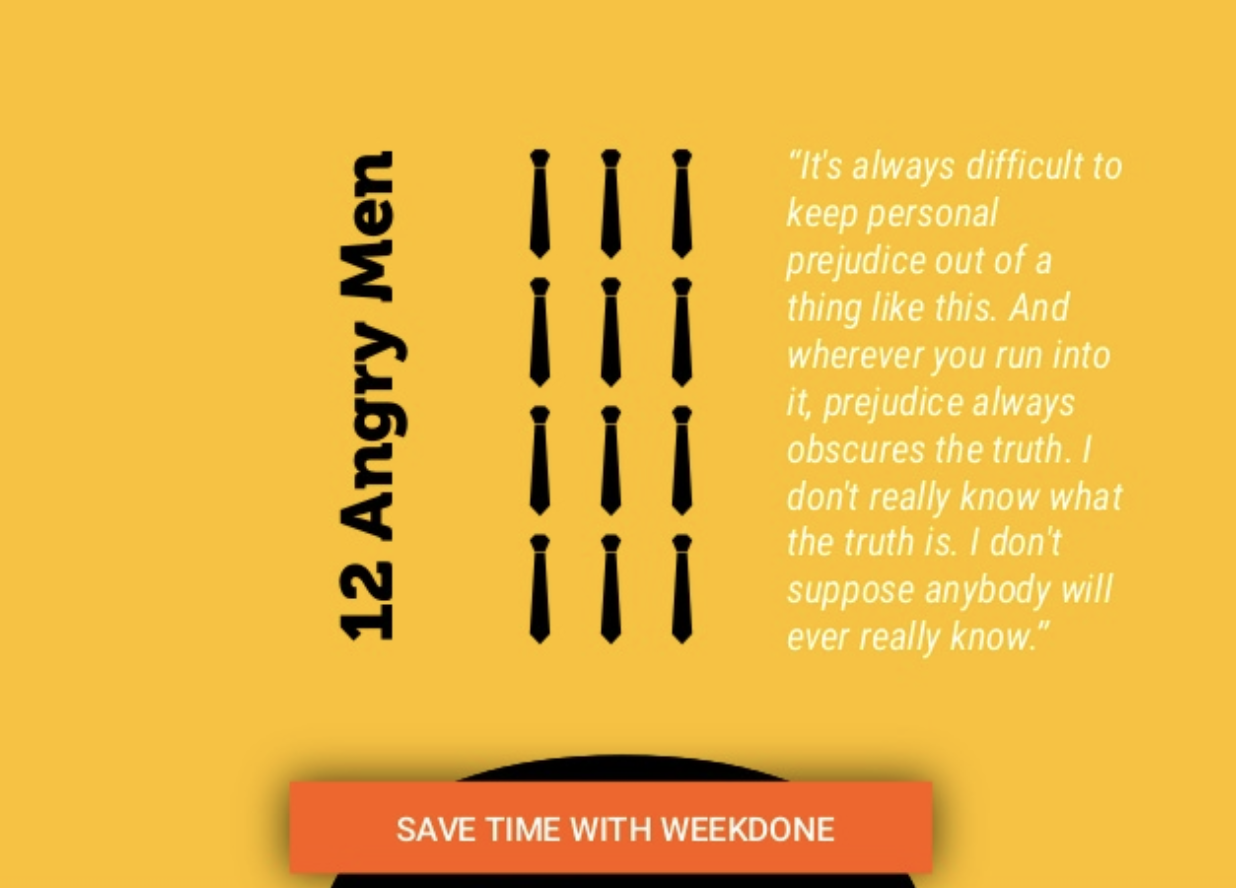 12 Angry Men
“It's always difficult to
keep personal
prejudice out of a
thing like this. And
wherever you run into
it, prejudice always
obscures the truth. I
don't really know what
the truth is. I don't
suppose anybody will
ever really know.”
SAVE TIME WITH WEEKDONE